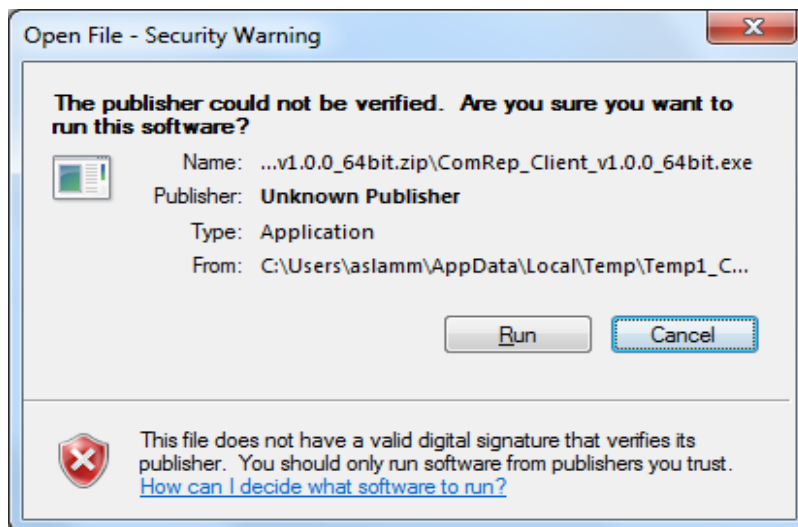 Open File - Security Warning
The publisher could not be verified. Are you sure you want to
run this software?
Name: ...v1.0.0_64bit.zip\ComRep_Client_v1.0.0_64bit.exe
Publisher: Unknown Publisher
Type: Application
From: C:\Users\aslamm\AppData\Local\Temp\Temp1_C...
Run Cancel
This file does not have a valid digital signature that verifies its
publisher. You should only run software from publishers you trust.
How can I decide what software to run?